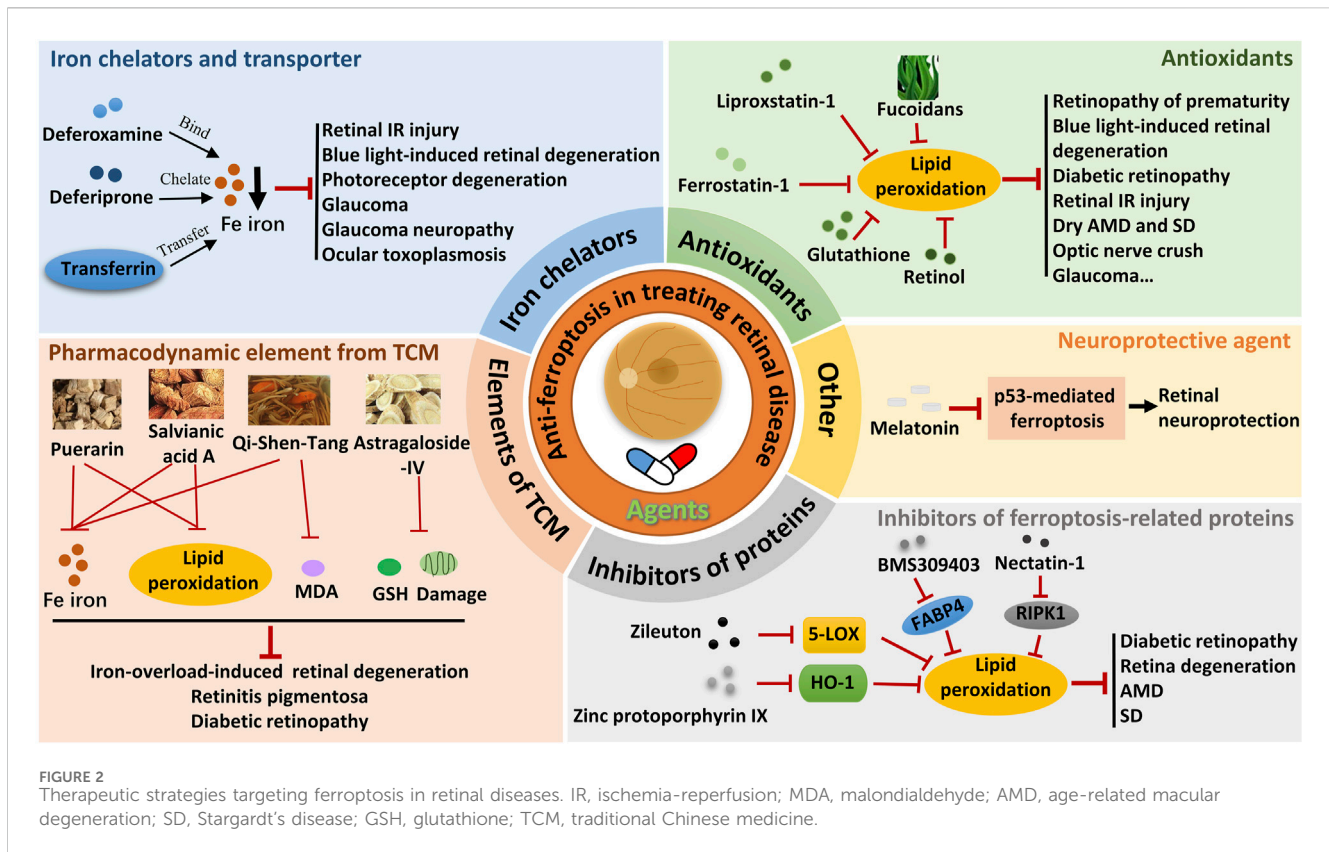 Iron chelators and transporter
Deferoxamine
Bind
Deferiprone
Chelate
Transferrin
Transfer
Fe iron
Retinal IR injury
Blue light-induced retinal degeneration
Photoreceptor degeneration
Glaucoma
Glaucoma neuropathy
Ocular toxoplasmosis
Antioxidants
Liproxstatin-1
Fucoidans
Ferrostatin-1
Lipid
peroxidation
Glutathione
Retinol
Retinopathy of prematurity
Blue light-induced retinal
degeneration
Diabetic retinopathy
Retinal IR injury
Dry AMD and SD
Optic nerve crush
Glaucoma...
Iron chelators
Antioxidants
Other
Inhibitors of proteins
Elements of TCM
Anti-ferroptosis in treating retinal disease
Agents
Pharmacodynamic element from TCM
Puerarin
Salvianic
acid A
Qi-Shen-Tang
Astragaloside
-IV
Fe iron
Lipid
peroxidation
MDA
GSH
Damage
Iron-overload-induced retinal degeneration
Retinitis pigmentosa
Diabetic retinopathy
Neuroprotective agent
Melatonin
p53-mediated
ferroptosis
Retinal
neuroprotection
Inhibitors of ferroptosis-related proteins
BMS309403
Nectatin-1
FABP4
RIPK1
Zileuton
5-LOX
Zinc protoporphyrin IX
HO-1
Lipid
peroxidation
Diabetic retinopathy
Retina degeneration
AMD
SD
FIGURE 2
Therapeutic strategies targeting ferroptosis in retinal diseases. IR, ischemia-reperfusion; MDA, malondialdehyde; AMD, age-related macular
degeneration; SD, Stargardt's disease; GSH, glutathione; TCM, traditional Chinese medicine.